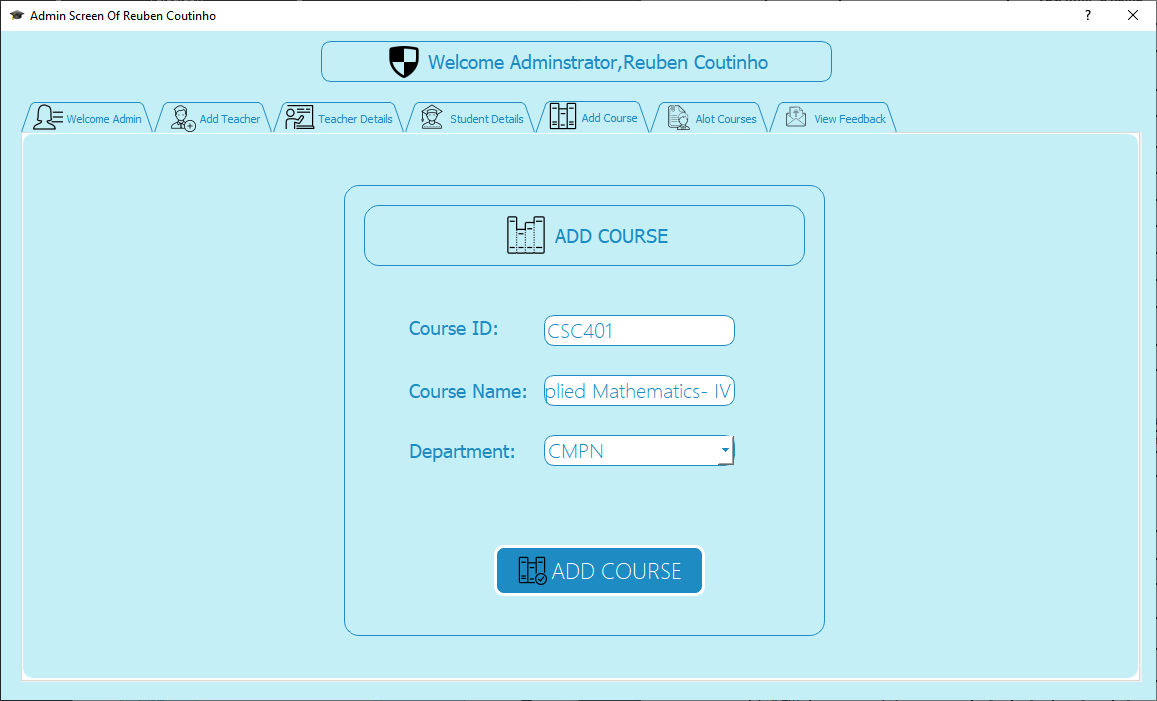 Admin Screen Of Reuben Coutinho
?
Welcome Adminstrator,Reuben Coutinho
Welcome Admin Add Teacher Teacher Details Student Details Add Course Alot Courses View Feedback
ADD COURSE
Course ID: CSC401
Course Name: plied Mathematics- IV
Department: CMPN
ADD COURSE